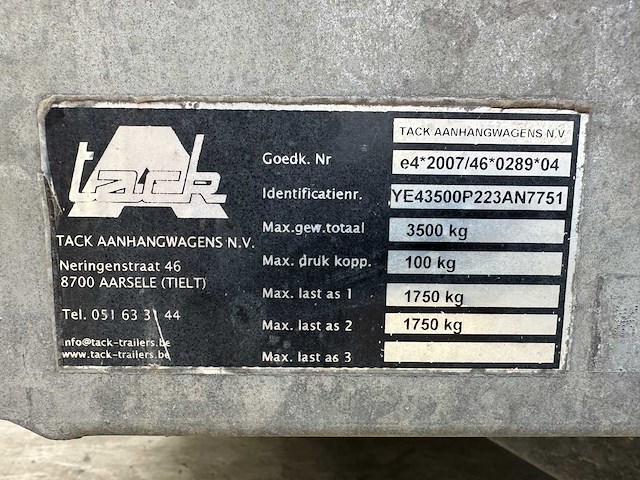 tack
TACK AANHANGWAGENS N.V.
Neringenstraat 46
8700 AARSELE (TIELT)
Tel. 051 63 31 44
info@tack-trailers.be
www.tack-trailers.be
TACK AANHANGWAGENS N.V
Goedk. Nr e4*2007/46*0289*04
Identificatienr. YE43500P223AN7751
Max.gew.totaal 3500 kg
Max. druk kopp. 100 kg
Max. last as 1 1750 kg
Max. last as 2 1750 kg
Max. last as 3